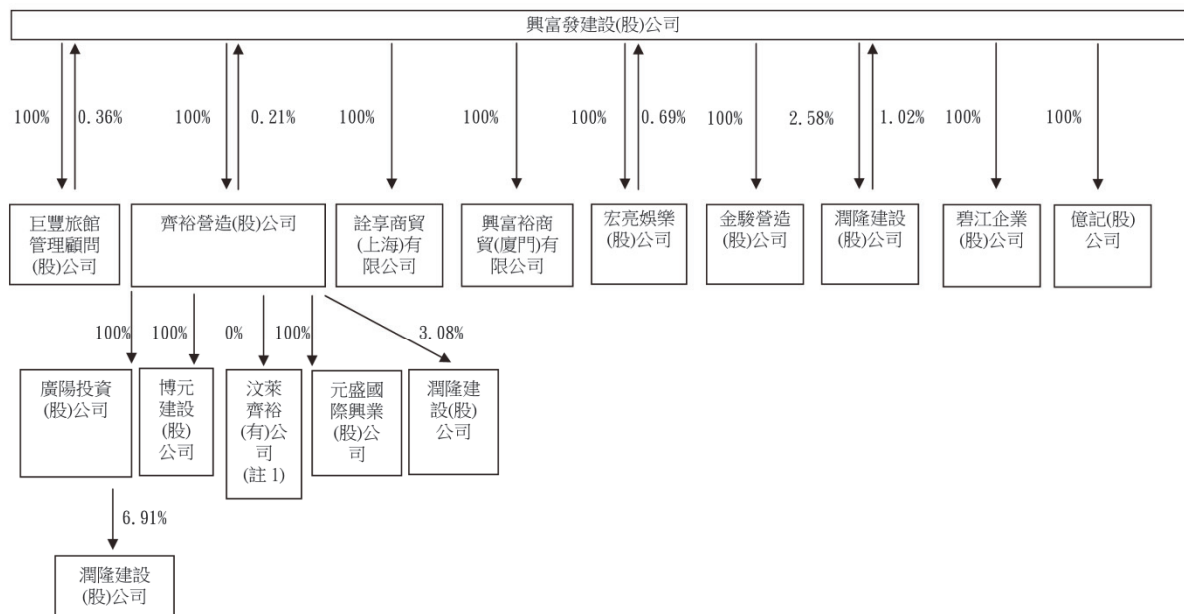 興富發建設(股)公司
100%
0.36%
100%
0.21%
100%
100%
100%
0.69%
100%
2.58%
1.02%
100%
100%
巨豐旅館
管理顧問
(股)公司
齊裕營造(股)公司
詮享商貿
(上海)有
限公司
興富裕商
貿(廈門)有
限公司
宏亮娛樂
(股)公司
金駿營造
(股)公司
潤隆建設
(股)公司
碧江企業
(股)公司
億記(股)
公司
100%
100%
0%
100%
3.08%
廣陽投資
(股)公司
博元
建設
(股)
公司
汶萊
齊裕
(有)公
司
(註 1)
元盛國
際興業
(股)公
司
潤隆建
設(股)
公司
6.91%
潤隆建設
(股)公司